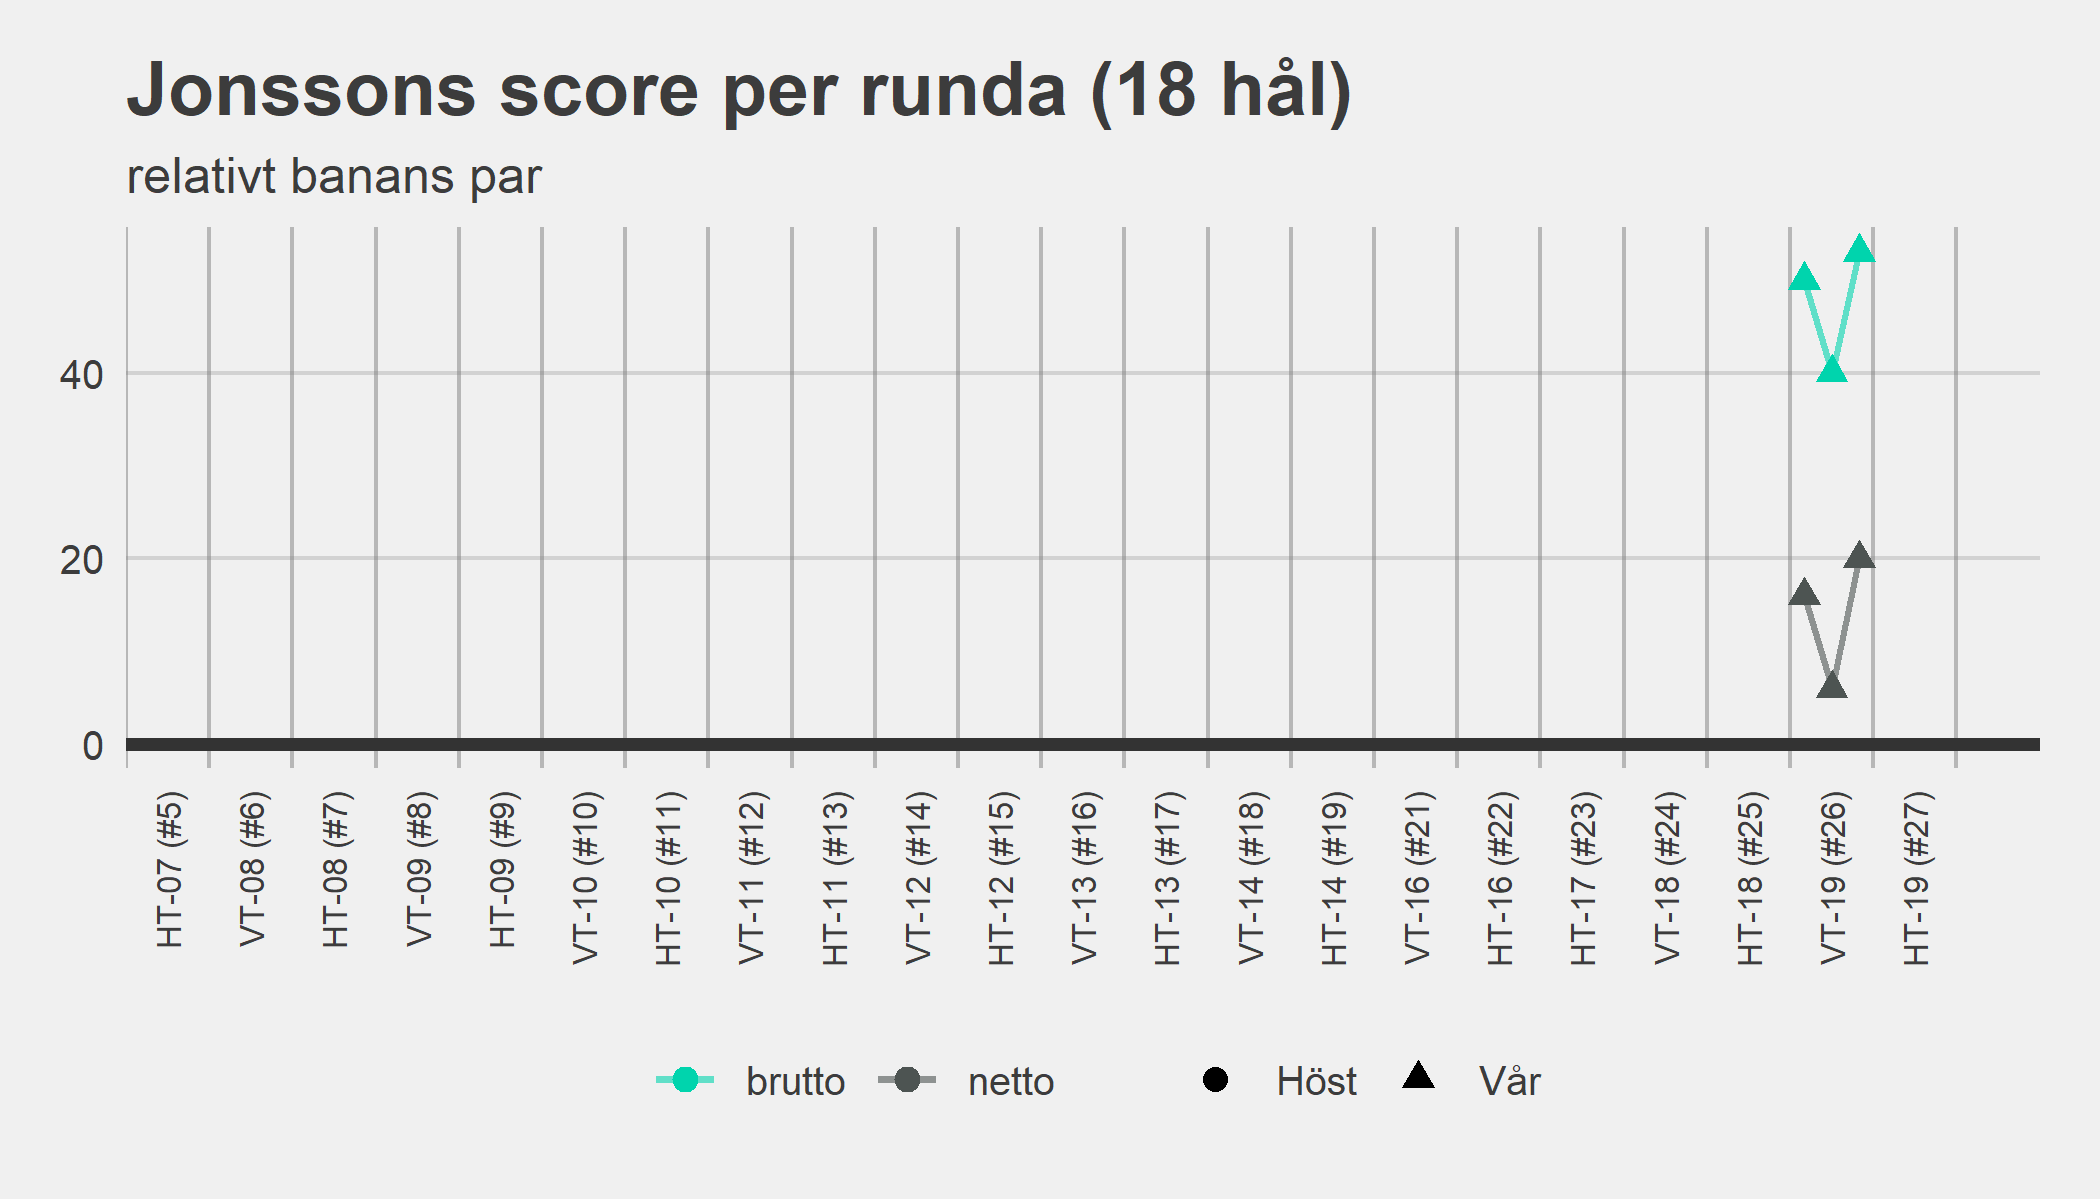 Jonssons score per runda (18 hål)
relativt banans par
40
20
0
HT-07 (#5)
VT-08 (#6)
HT-08 (#7)
VT-09 (#8)
HT-09 (#9)
VT-10 (#10)
HT-10 (#11)
VT-11 (#12)
HT-11 (#13)
VT-12 (#14)
HT-12 (#15)
VT-13 (#16)
HT-13 (#17)
VT-14 (#18)
HT-14 (#19)
VT-16 (#21)
HT-16 (#22)
HT-17 (#23)
VT-18 (#24)
HT-18 (#25)
VT-19 (#26)
HT-19 (#27)
brutto netto Höst Vår